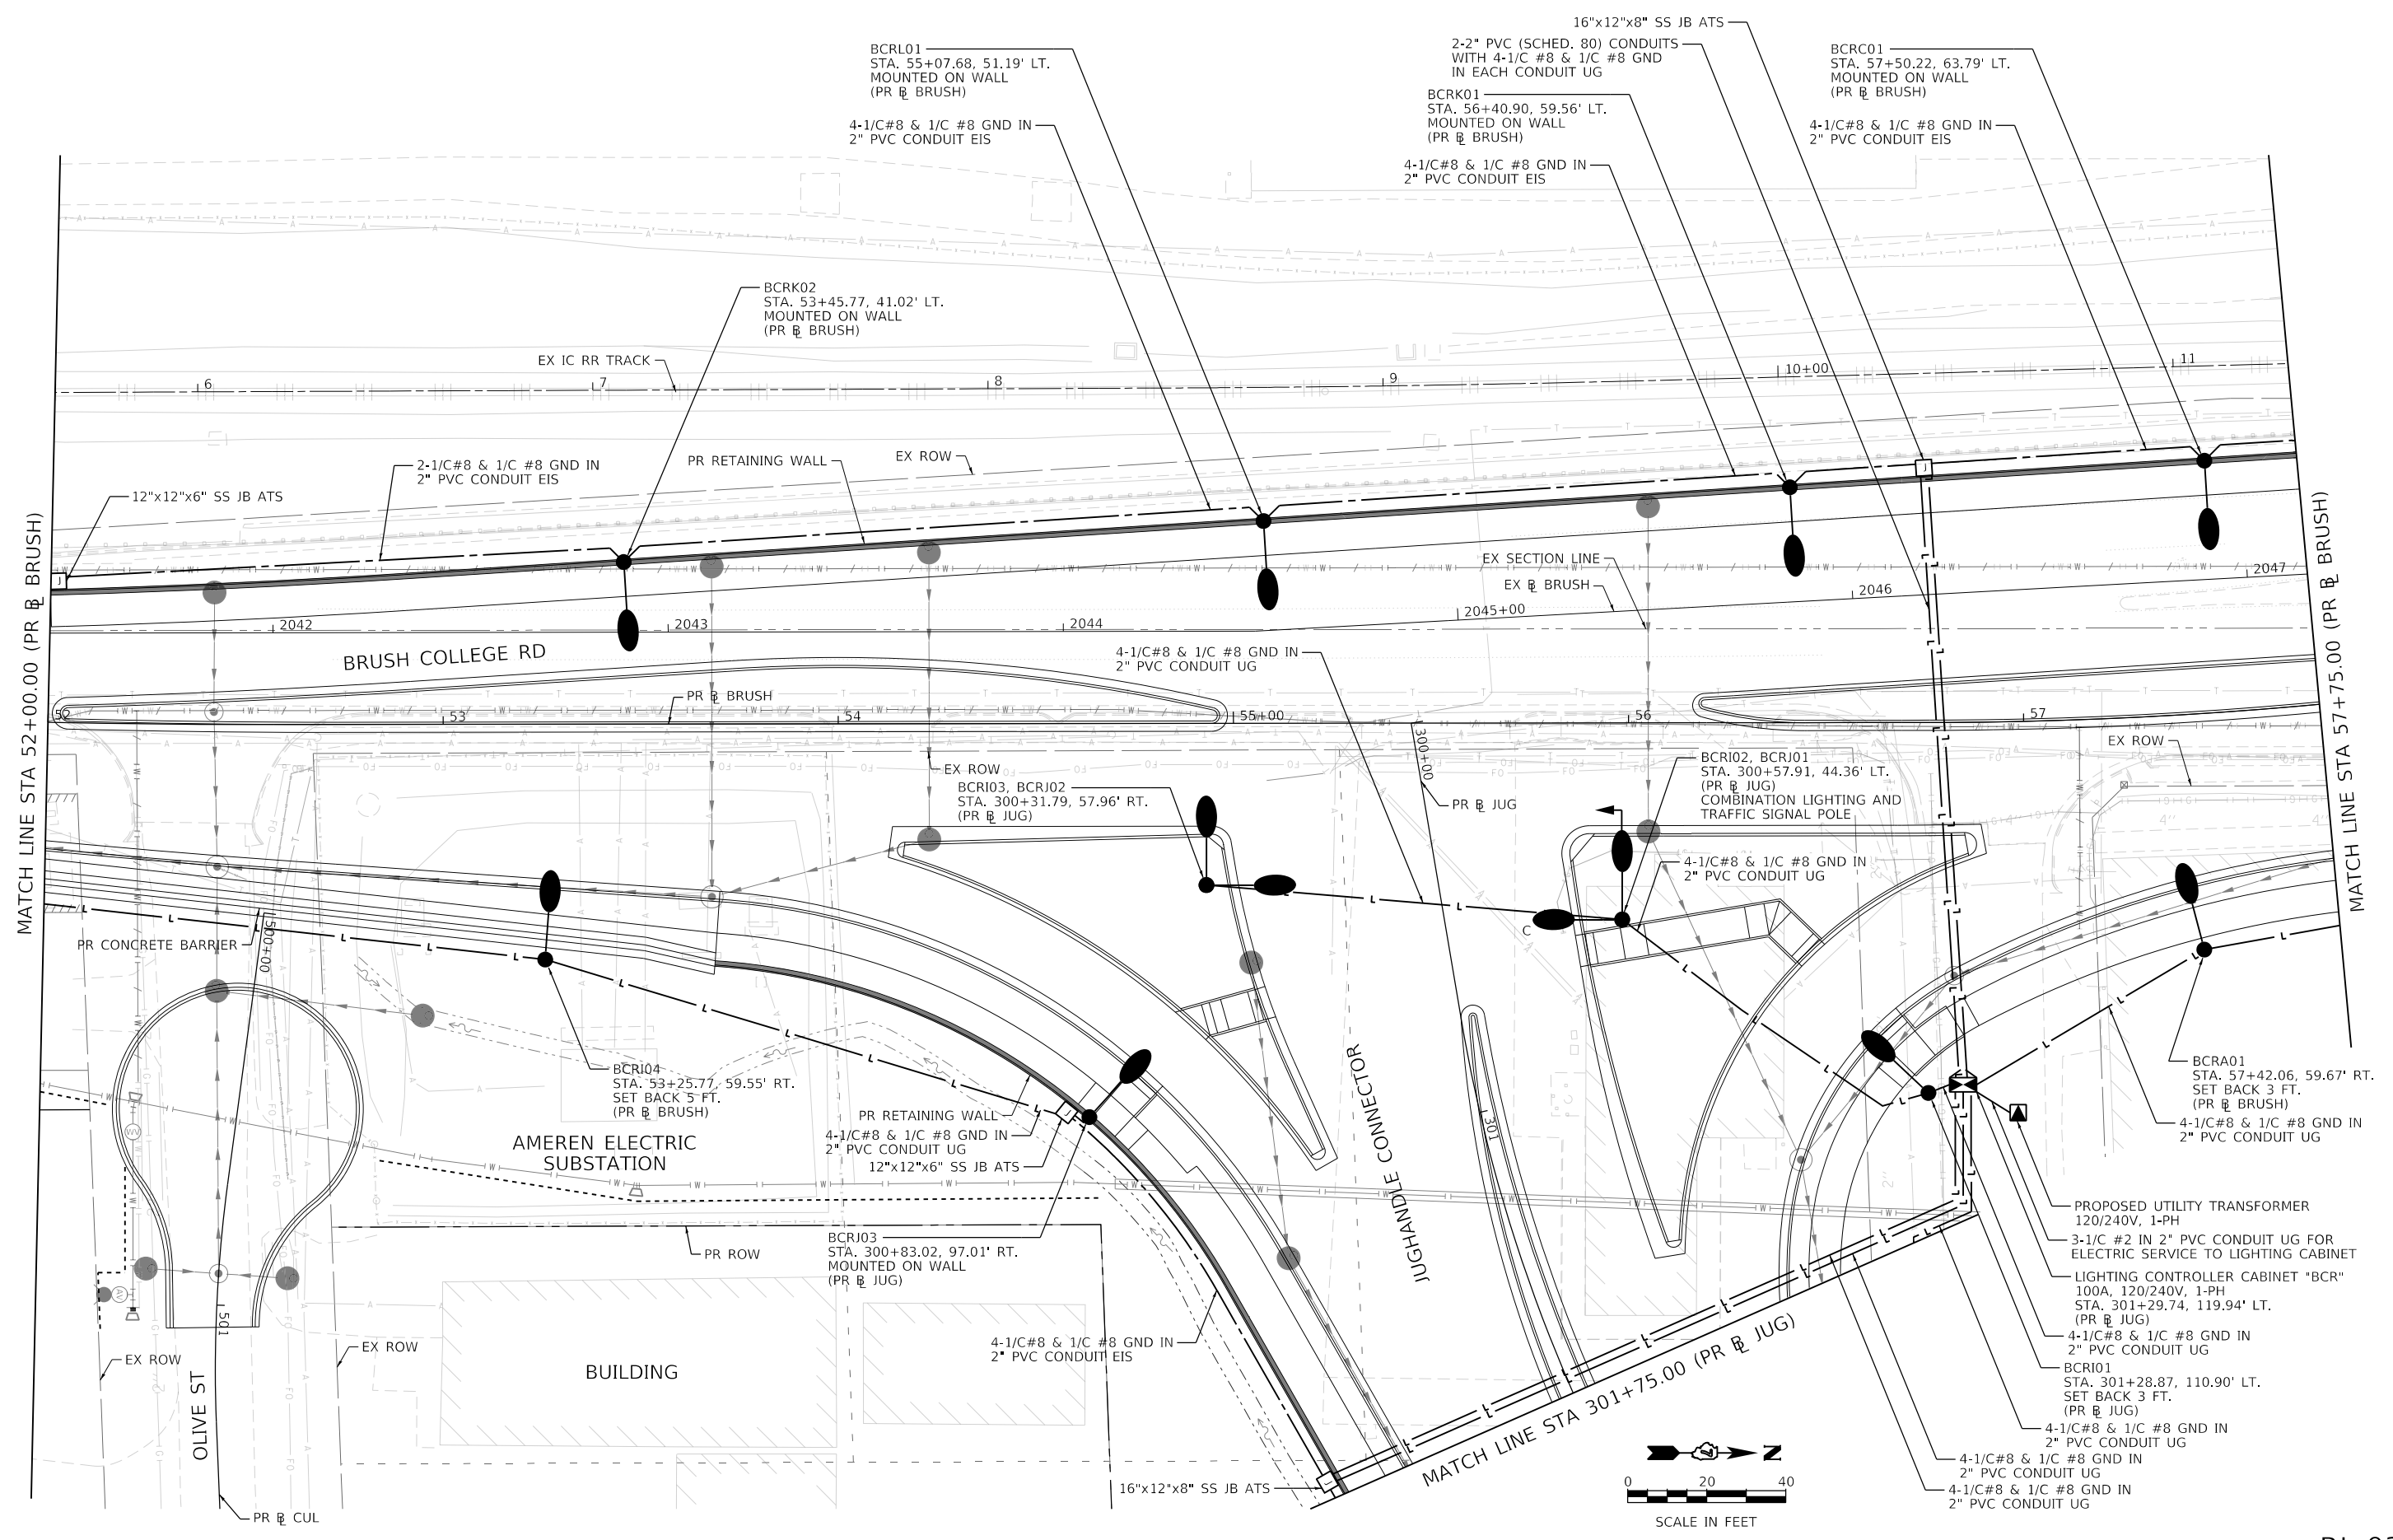 16"x12"x8" SS JB ATS
BCRL01
STA. 55+07.68, 51.19' LT.
MOUNTED ON WALL
(PR BL BRUSH)
4-1/C#8 & 1/C #8 GND IN
2" PVC CONDUIT EIS
2-2" PVC (SCHED. 80) CONDUITS
WITH 4-1/C #8 & 1/C #8 GND
IN EACH CONDUIT UG
BCRK01
STA. 56+40.90, 59.56' LT.
MOUNTED ON WALL
(PR BL BRUSH)
4-1/C#8 & 1/C #8 GND IN
2" PVC CONDUIT EIS
BCRC01
STA. 57+50.22, 63.79' LT.
MOUNTED ON WALL
(PR BL BRUSH)
4-1/C#8 & 1/C #8 GND IN
2" PVC CONDUIT EIS
BCRK02
STA. 53+45.77, 41.02' LT.
MOUNTED ON WALL
(PR BL BRUSH)
EX IC RR TRACK
6
7
8
9
10+00
11
2-1/C#8 & 1/C #8 GND IN
2" PVC CONDUIT EIS
PR RETAINING WALL
EX ROW
12"x12"x6" SS JB ATS
EX SECTION LINE
EX BL BRUSH
2042
2043
2044
2045+00
2046
2047
BRUSH COLLEGE RD
4-1/C#8 & 1/C #8 GND IN
2" PVC CONDUIT UG
PR BL BRUSH
52
53
54
55+00
56
57
MATCH LINE STA 52+00.00 (PR BL BRUSH)
MATCH LINE STA 57+75.00 (PR BL BRUSH)
EX ROW
EX ROW
300+00
BCRI03, BCRJ02
STA. 300+31.79, 57.96' RT.
(PR BL JUG)
PR BL JUG
BCRI02, BCRJ01
STA. 300+57.91, 44.36' LT.
(PR BL JUG)
COMBINATION LIGHTING AND
TRAFFIC SIGNAL POLE
4-1/C#8 & 1/C #8 GND IN
2" PVC CONDUIT UG
C
PR CONCRETE BARRIER
500+00
BCRI04
STA. 53+25.77, 59.55' RT.
SET BACK 5 FT.
(PR BL BRUSH)
PR RETAINING WALL
4-1/C#8 & 1/C #8 GND IN
2" PVC CONDUIT UG
12"x12"x6" SS JB ATS
AMEREN ELECTRIC
SUBSTATION
JUGHANDLE CONNECTOR
301
BCRA01
STA. 57+42.06, 59.67' RT.
SET BACK 3 FT.
(PR BL BRUSH)
4-1/C#8 & 1/C #8 GND IN
2" PVC CONDUIT UG
PROPOSED UTILITY TRANSFORMER
120/240V, 1-PH
3-1/C #2 IN 2" PVC CONDUIT UG FOR
ELECTRIC SERVICE TO LIGHTING CABINET
LIGHTING CONTROLLER CABINET "BCR"
100A, 120/240V, 1-PH
STA. 301+29.74, 119.94' LT.
(PR BL JUG)
4-1/C#8 & 1/C #8 GND IN
2" PVC CONDUIT UG
BCRI01
STA. 301+28.87, 110.90' LT.
SET BACK 3 FT.
(PR BL JUG)
4-1/C#8 & 1/C #8 GND IN
2" PVC CONDUIT UG
4-1/C#8 & 1/C #8 GND IN
2" PVC CONDUIT UG
4-1/C#8 & 1/C #8 GND IN
2" PVC CONDUIT UG
PR ROW
BCRJ03
STA. 300+83.02, 97.01' RT.
MOUNTED ON WALL
(PR BL JUG)
4-1/C#8 & 1/C #8 GND IN
2" PVC CONDUIT EIS
BUILDING
501
EX ROW
EX ROW
OLIVE ST
PR BL CUL
16"x12"x8" SS JB ATS
MATCH LINE STA 301+75.00 (PR BL JUG)
N
0 20 40
SCALE IN FEET